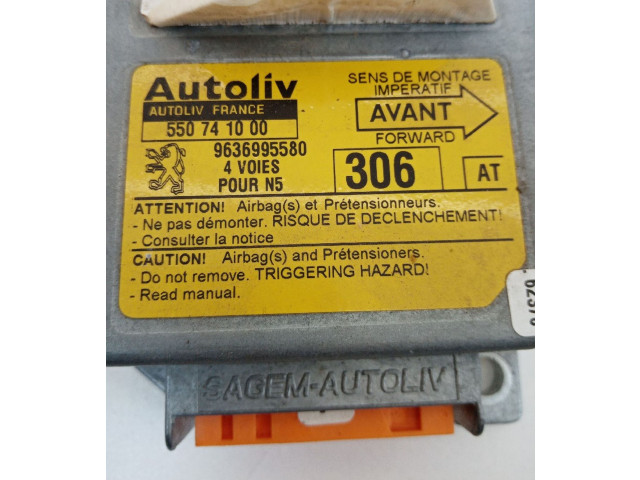 Autoliv
AUTOLIV FRANCE
550 74 10 00
9636995580
4 VOIES
POUR N5
SENS DE MONTAGE
IMPERATIF
AVANT
FORWARD
306
AT
ATTENTION! Airbag(s) et Prétensionneurs.
- Ne pas démonter. RISQUE DE DECLENCHEMENT!
- Consulter la notice
CAUTION! Airbag(s) and Prétensioners.
- Do not remove. TRIGGERING HAZARD!
- Read manual.
SAGEM-AUTOLIV